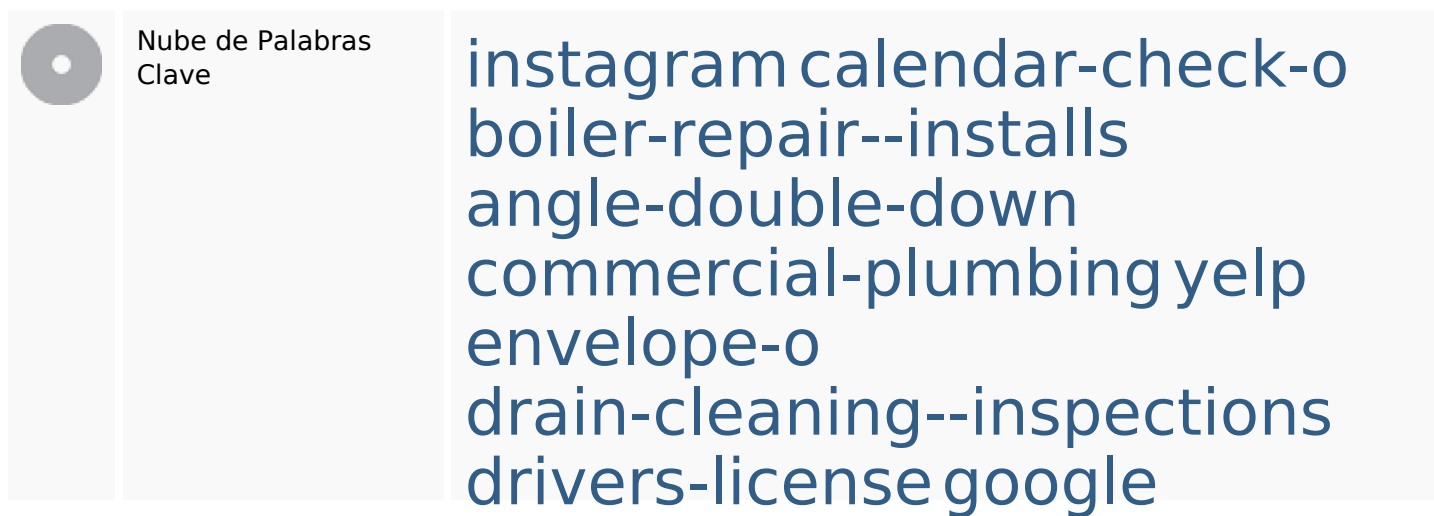 Nube de Palabras
Clave
instagram calendar-check-o
boiler-repair--installs
angle-double-down
commercial-plumbing yelp
envelope-o
drain-cleaning--inspections
drivers-license google